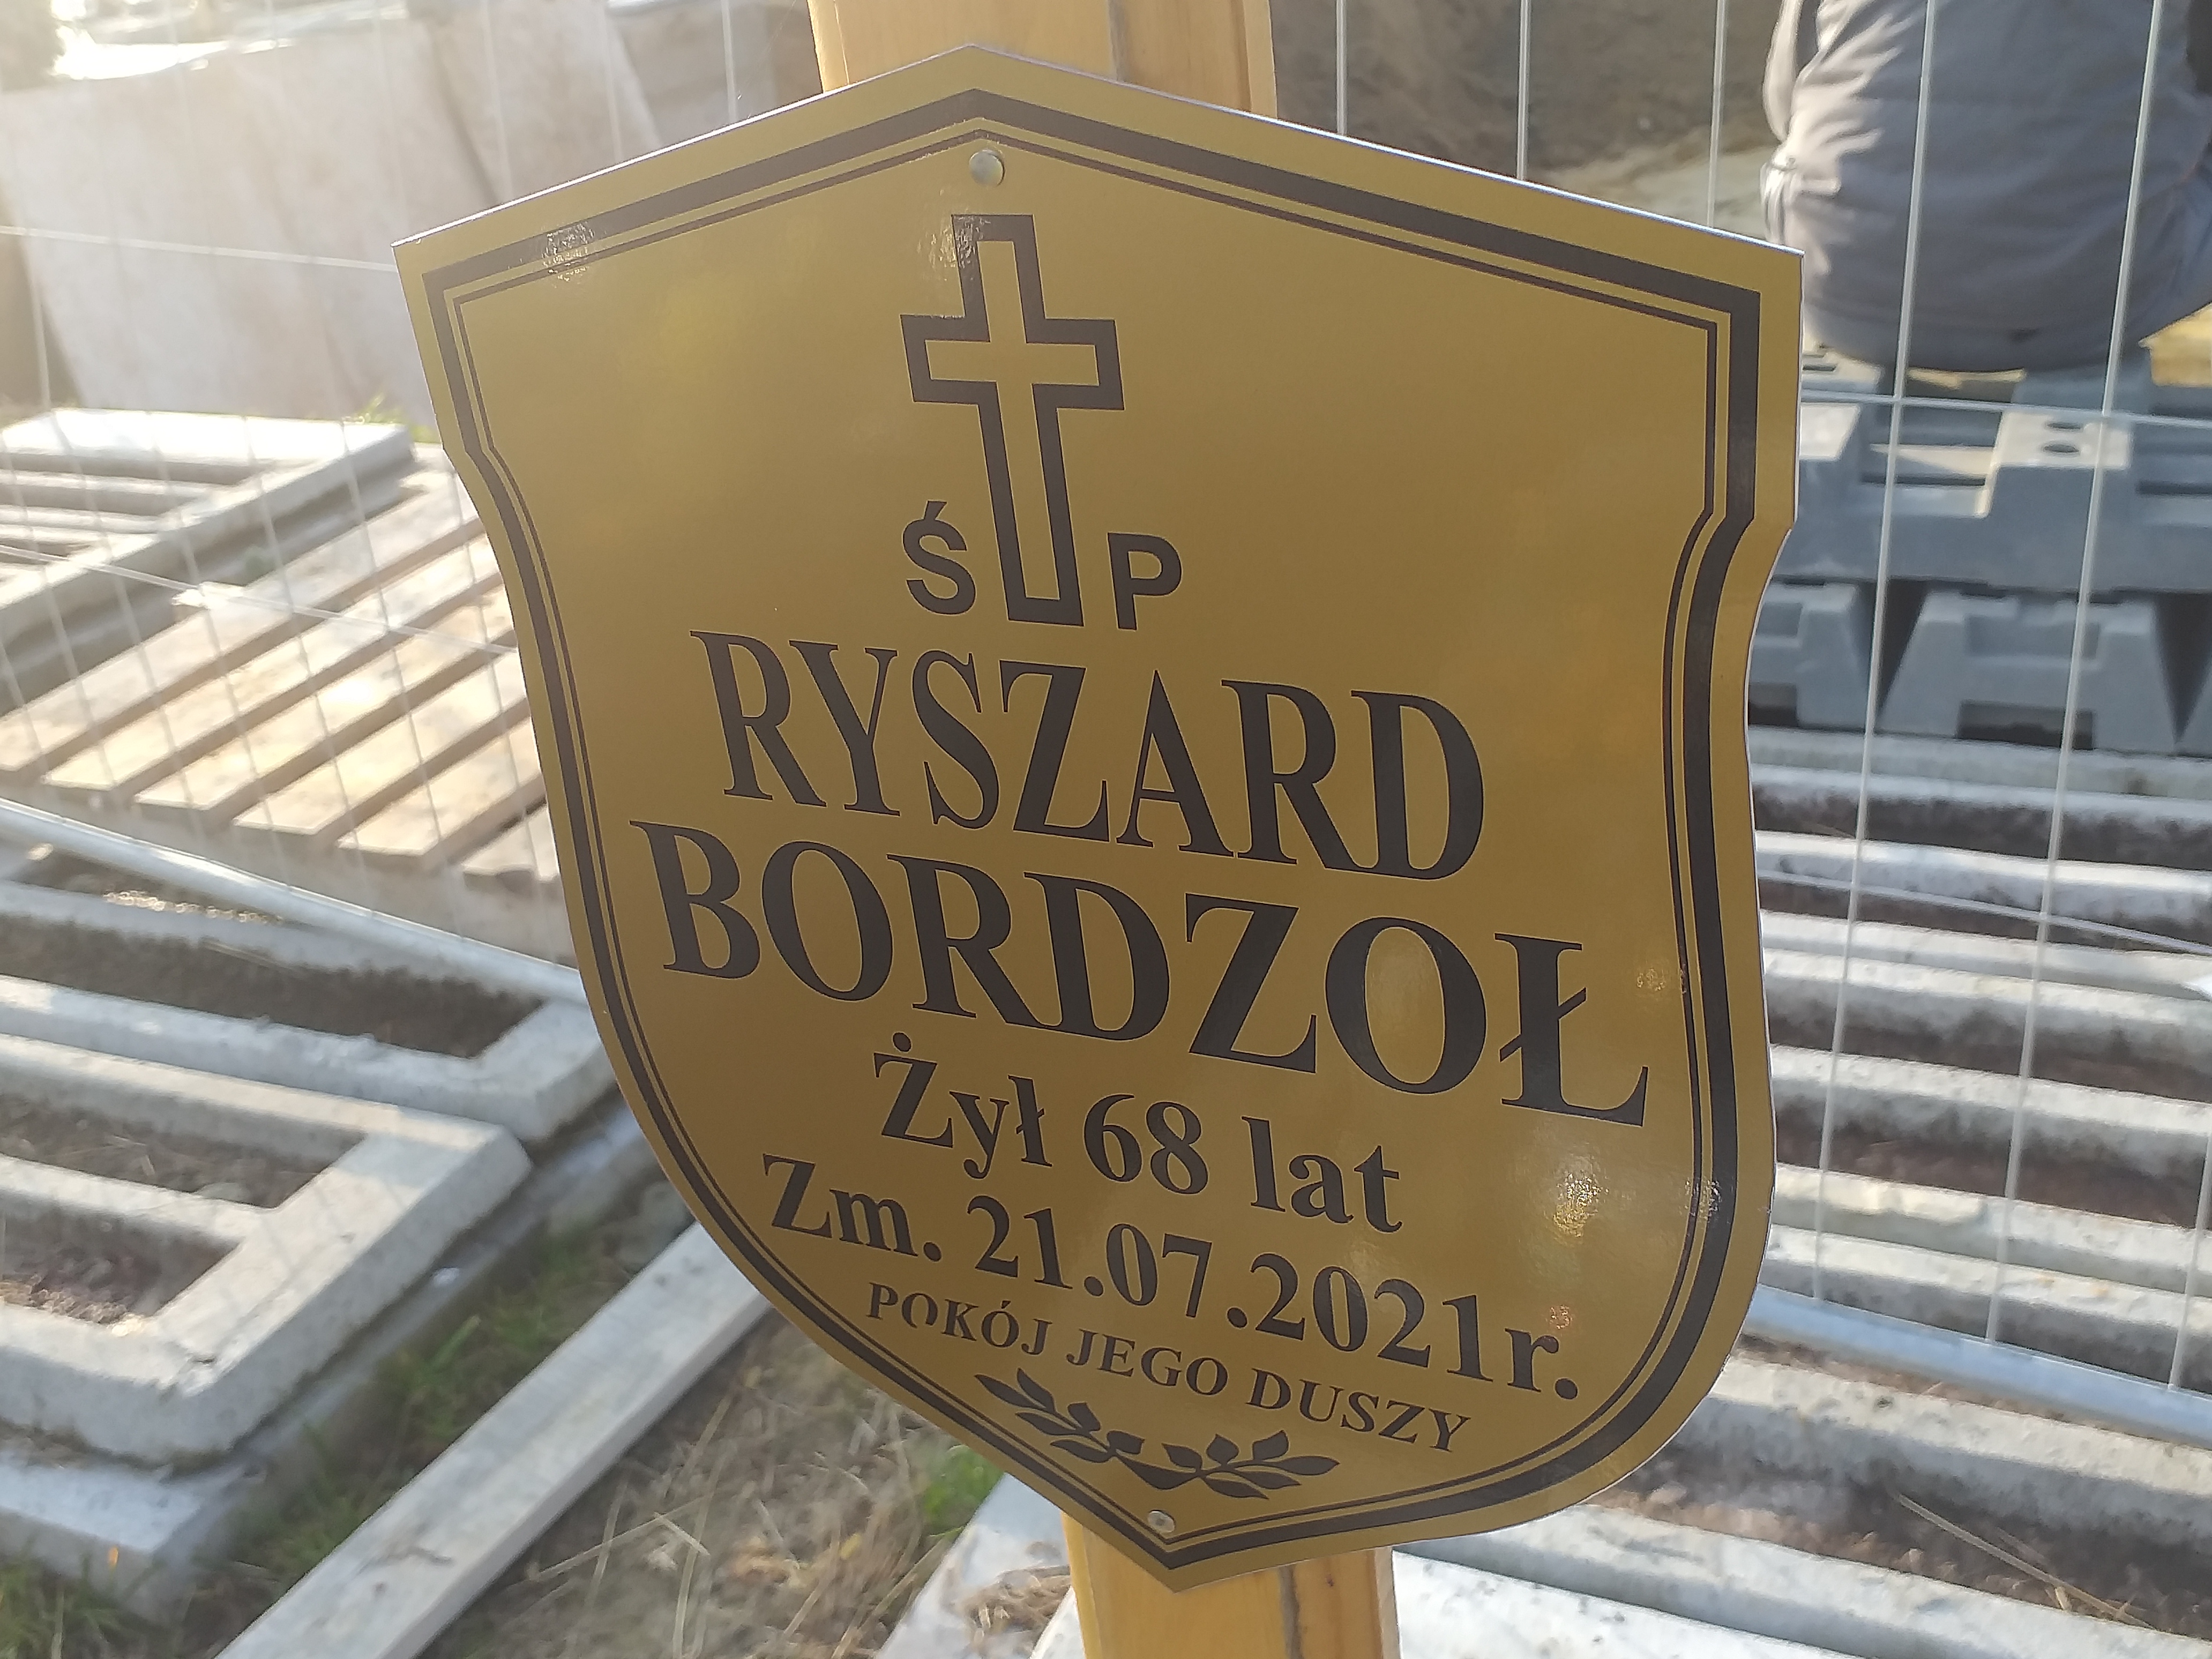 Ś P
RYSZARD
BORDZOŁ
Żył 68 lat
Zm. 21.07.2021r.
POKÓJ JEGO DUSZY